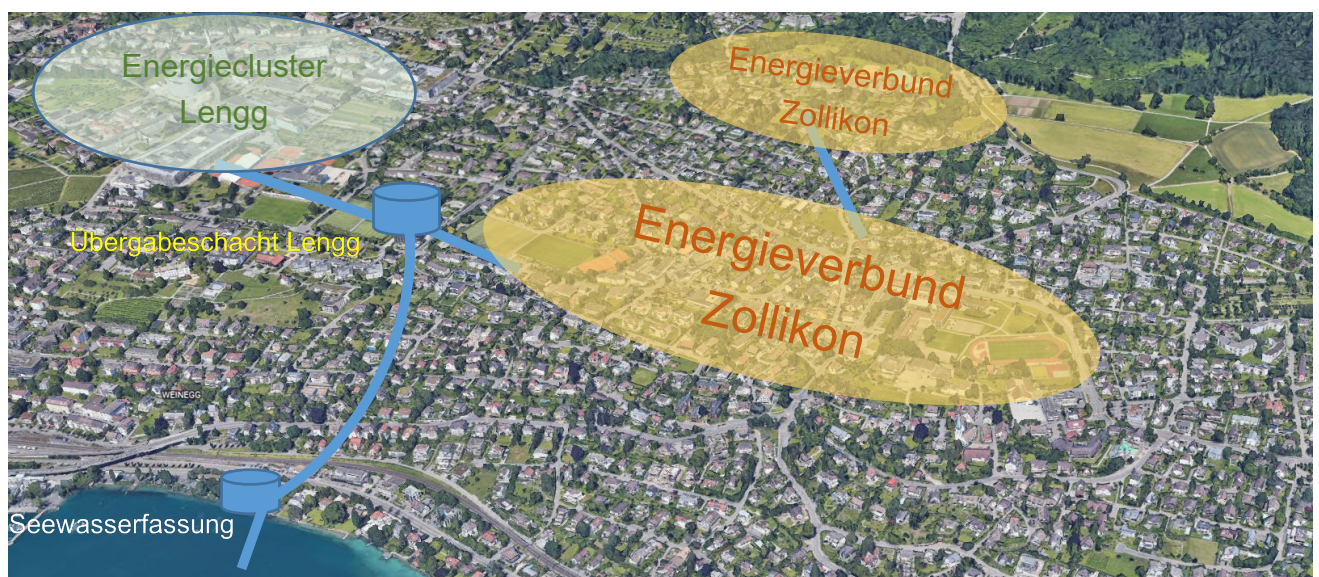 Energiecluster
Lengg
Energieverbund
Zollikon
Übergabeschacht Lengg
Energieverbund
Zollikon
WEINEGG
Seewasserfassung